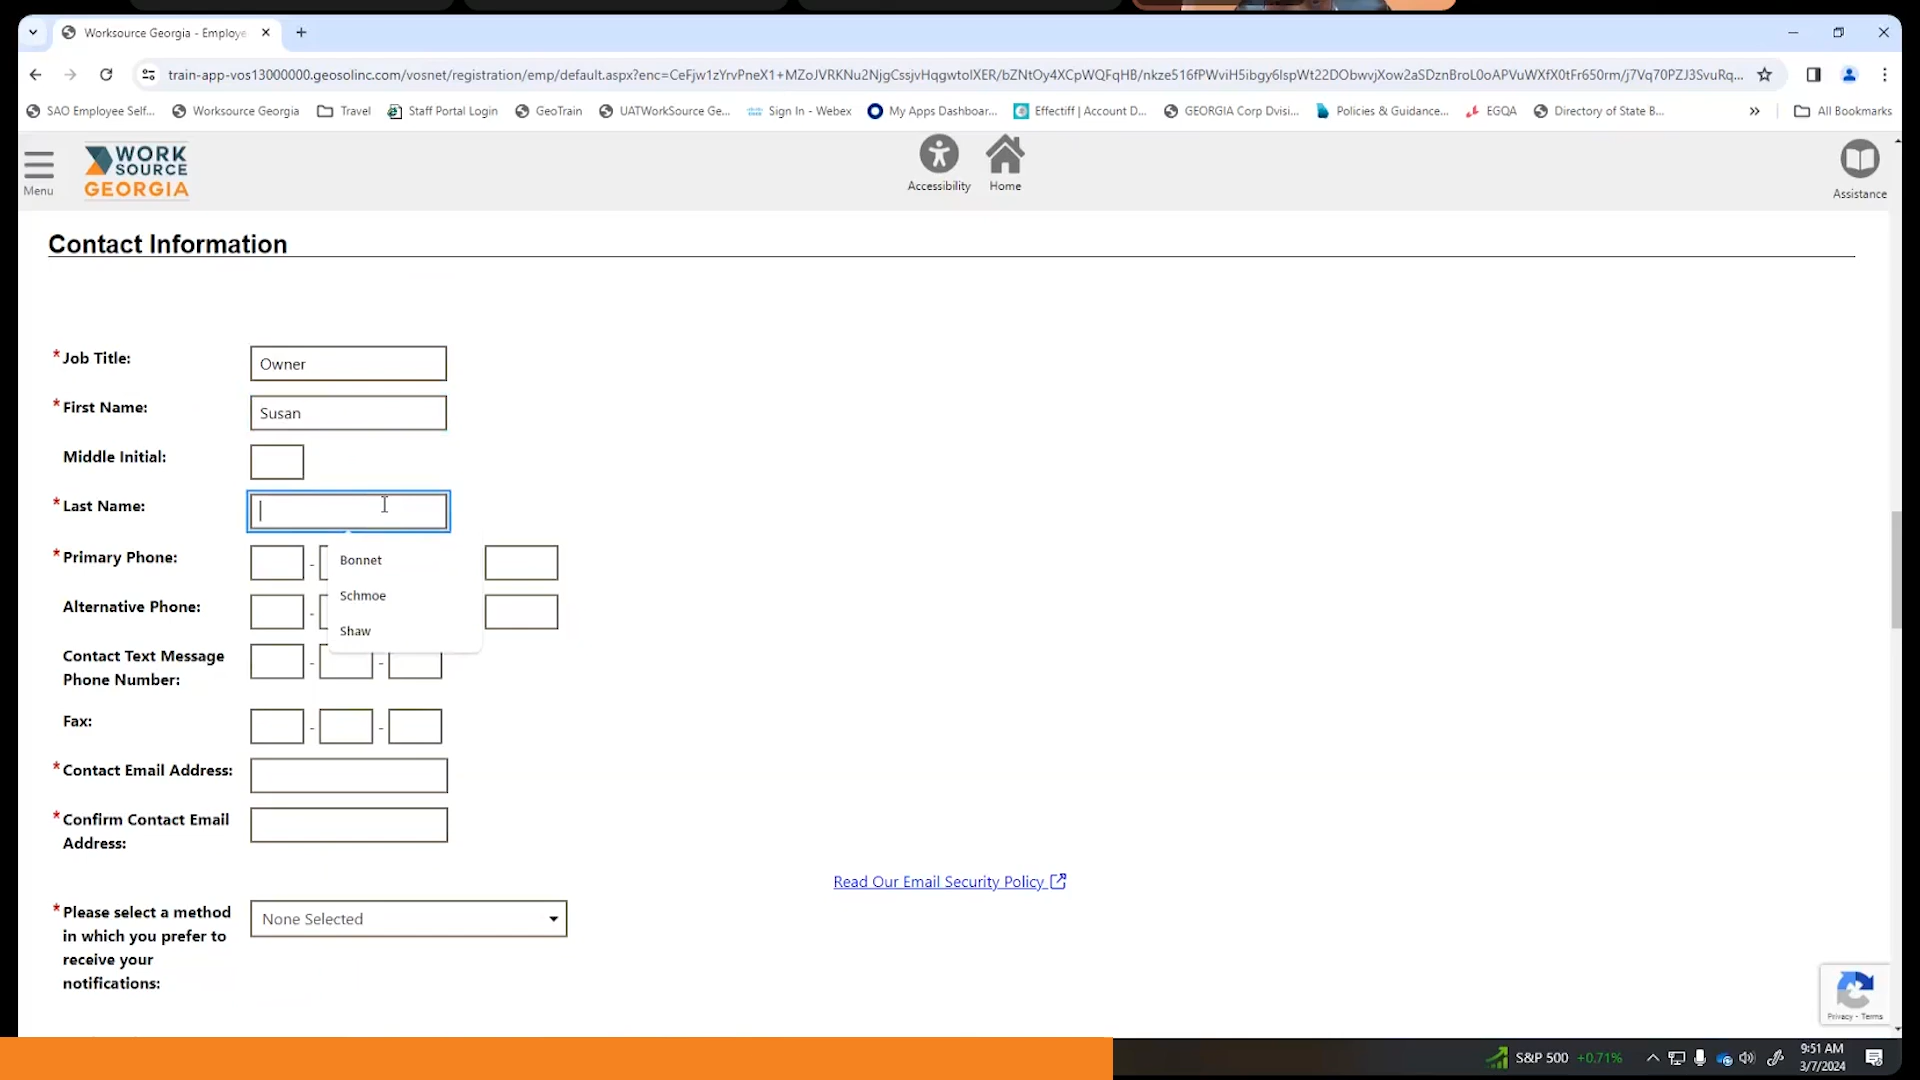 Worksource Georgia - Employe
train-app-vos13000000.geosolinc.com/vosnet/registration/emp/default.aspx?enc=CeFjw1zYrvPneX1+MZoJVRKNu2NjgCssjvHqgwtoIXER/bZNtOy4XCpWQFqHB/nkze516fPWviH5ibgy6IspWt22DObwvjXow2aSDznBroL0oAPVuWXfX0tFr650rm/j7Vq70PZJ3SvuRq...
SAO Employee Self... Worksource Georgia Travel Staff Portal Login GeoTrain UATWorkSource Ge... Sign In - Webex My Apps Dashboar... Effectiff | Account D... GEORGIA Corp Dvisi... Policies & Guidance... EGQA Directory of State B... » All Bookmarks
Menu
WORK
SOURCE
GEORGIA
Accessibility
Home
Assistance
Contact Information
* Job Title: Owner
* First Name: Susan
Middle Initial:
* Last Name:
* Primary Phone: -
Bonnet
Alternative Phone: -
Schmoe
Shaw
Contact Text Message - -
Phone Number:
Fax: - -
* Contact Email Address:
* Confirm Contact Email
Address:
Read Our Email Security Policy
* Please select a method None Selected
in which you prefer to
receive your
notifications:
Privacy - Terms
S&P 500 +0.71%
9:51 AM
3/7/2024